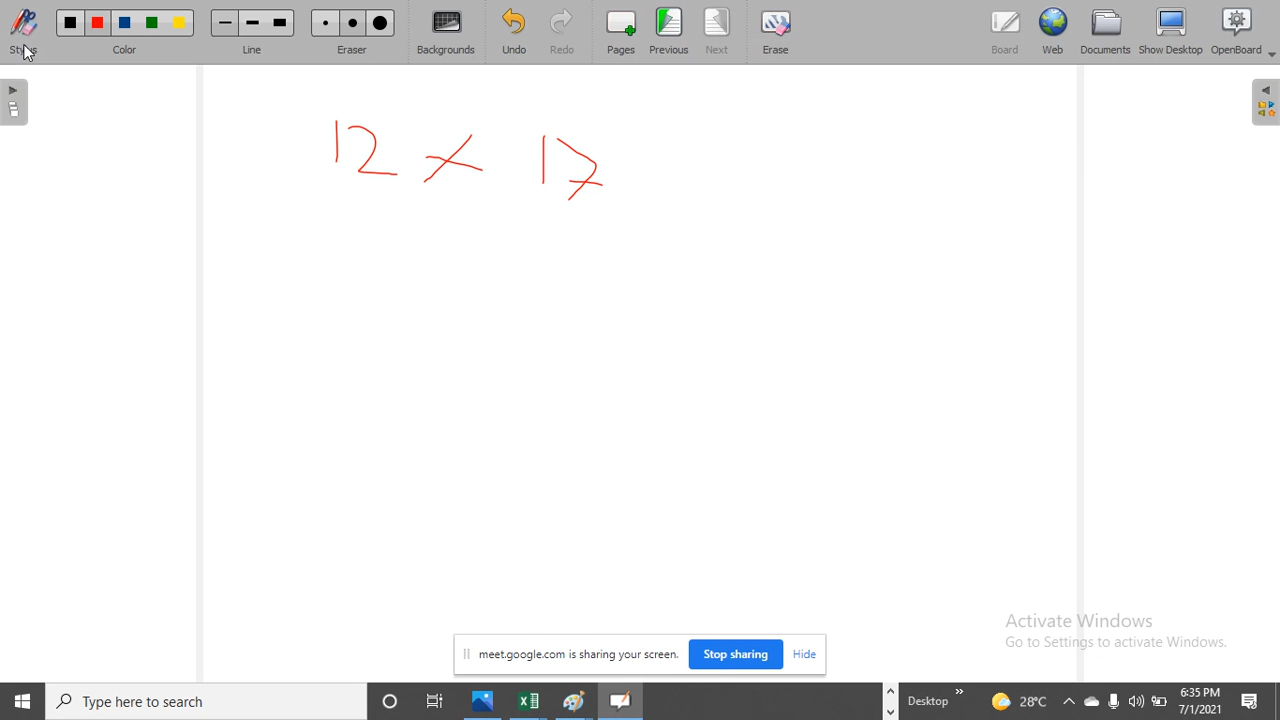 Stylus Color Line Eraser Backgrounds Undo Redo Pages Previous Next Erase Board Web Documents Show Desktop OpenBoard
12 × 17
Activate Windows
Go to Settings to activate Windows.
meet.google.com is sharing your screen. Stop sharing Hide
Type here to search Desktop 28°C 6:35 PM
7/1/2021